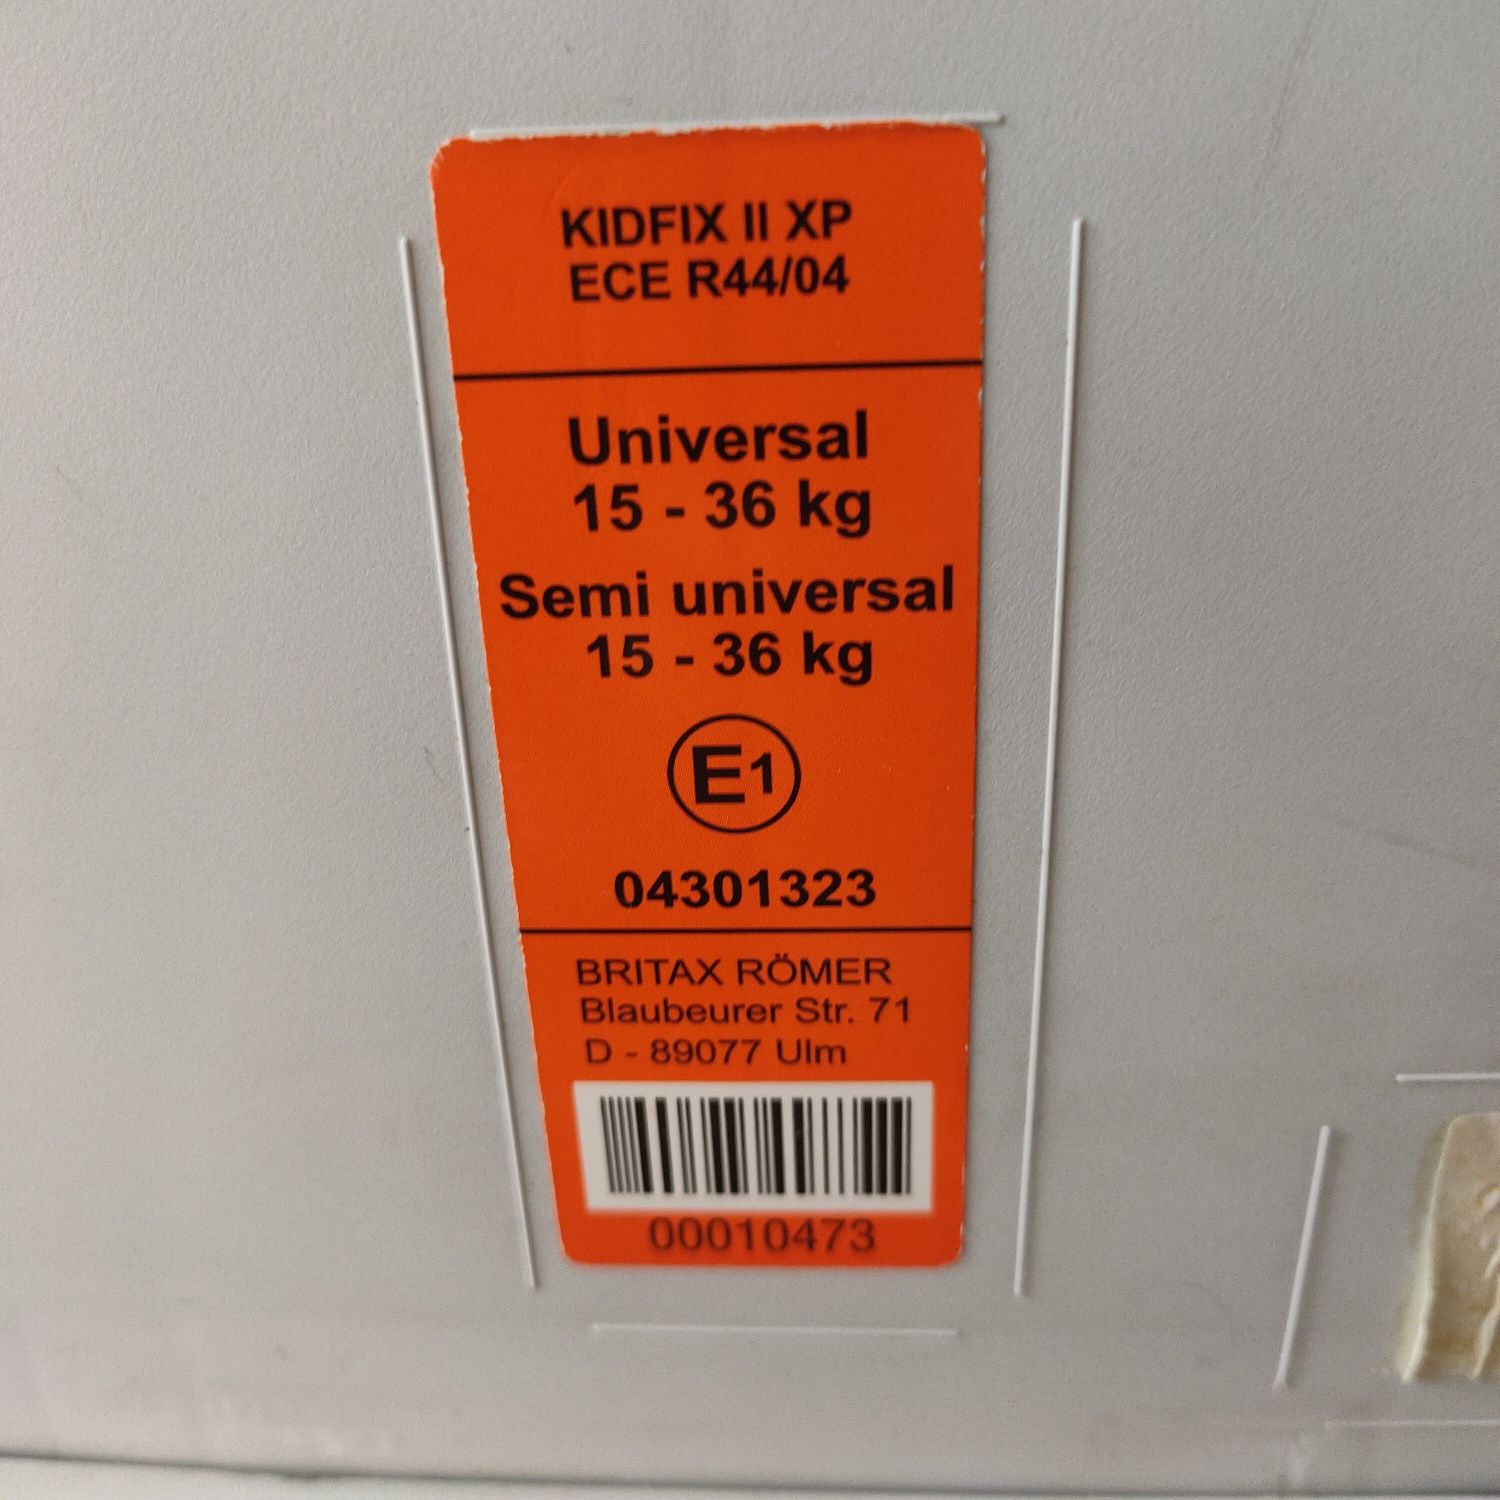 KIDFIX II XP
ECE R44/04
Universal
15 - 36 kg
Semi universal
15 - 36 kg
E1
04301323
BRITAX RÖMER
Blaubeurer Str. 71
D - 89077 Ulm
00010473